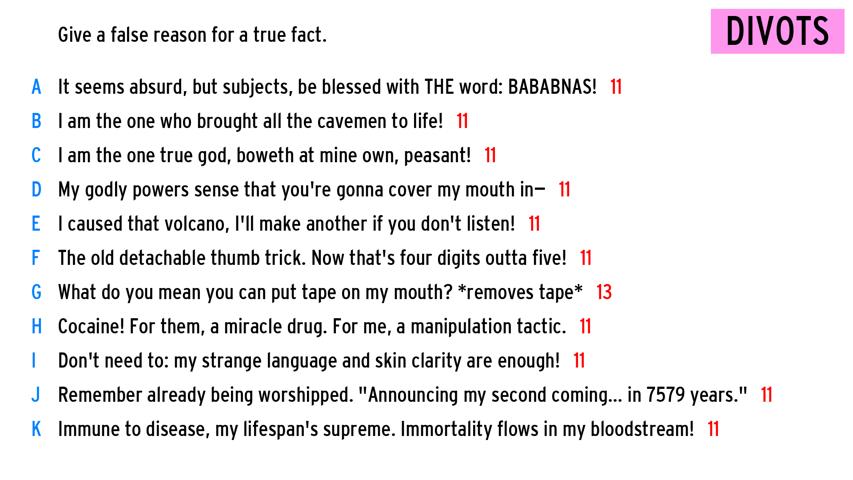 Give a false reason for a true fact.
DIVOTS
A It seems absurd, but subjects, be blessed with THE word: BABABNAS! 11
B I am the one who brought all the cavemen to life! 11
C I am the one true god, boweth at mine own, peasant! 11
D My godly powers sense that you're gonna cover my mouth in— 11
E I caused that volcano, I'll make another if you don't listen! 11
F The old detachable thumb trick. Now that's four digits outta five! 11
G What do you mean you can put tape on my mouth? *removes tape* 13
H Cocaine! For them, a miracle drug. For me, a manipulation tactic. 11
I Don't need to: my strange language and skin clarity are enough! 11
J Remember already being worshipped. "Announcing my second coming... in 7579 years." 11
K Immune to disease, my lifespan's supreme. Immortality flows in my bloodstream! 11